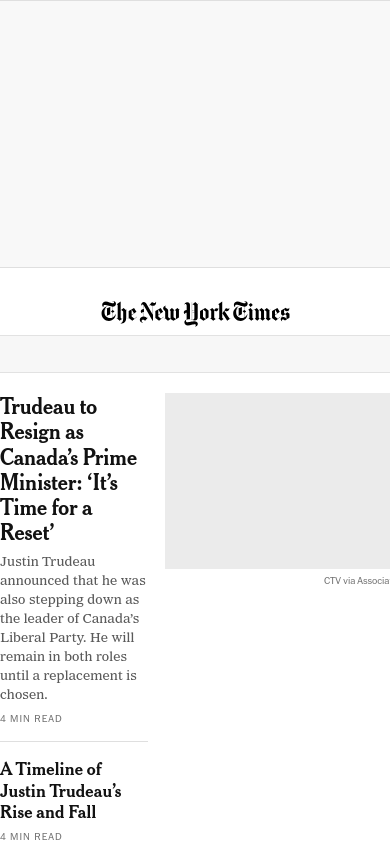 The New York Times
Trudeau to
Resign as
Canada's Prime
Minister: ‘It’s
Time for a
Reset’
Justin Trudeau
announced that he was
also stepping down as
the leader of Canada’s
Liberal Party. He will
remain in both roles
until a replacement is
chosen.
4 MIN READ
CTV via Associa
A Timeline of
Justin Trudeau’s
Rise and Fall
4 MIN READ